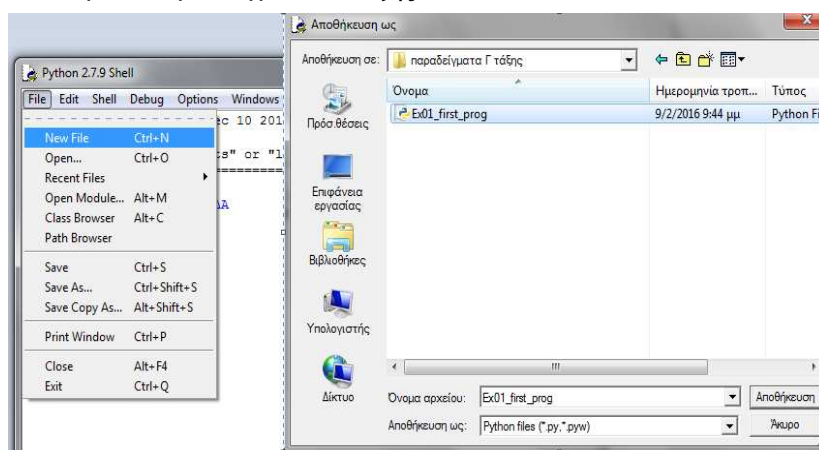 Python 2.7.9 Shell
File Edit Shell Debug Options Windows
ec 10 201
New File Ctrl+N
Open... Ctrl+O
s" or "l
Recent Files
Open Module... Alt+M
Class Browser Alt+C
Path Browser
Save Ctrl+S
Save As... Ctrl+Shift+S
Save Copy As... Alt+Shift+S
Print Window Ctrl+P
Close Alt+F4
Exit Ctrl+Q
Αποθήκευση ως
Αποθήκευση σε: παραδείγματα Γ τάξης
Όνομα Ημερομηνία τροπ... Τύπος
Ex01_first_prog 9/2/2016 9:44 μμ Python Fi
Πρόσ.θέσεις
Επιφάνεια
εργασίας
Βιβλιοθήκες
Υπολογιστής
Δίκτυο
Όνομα αρχείου: Ex01_first_prog Αποθήκευση
Αποθήκευση ως: Python files (*.py,*.pyw) Άκυρο